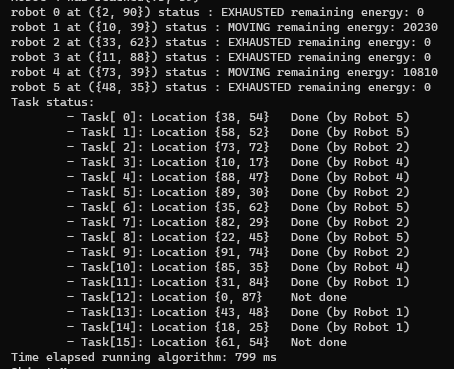 robot 0 at ({2, 90}) status : EXHAUSTED remaining energy: 0
robot 1 at ({10, 39}) status : MOVING remaining energy: 20230
robot 2 at ({33, 62}) status : EXHAUSTED remaining energy: 0
robot 3 at ({11, 88}) status : EXHAUSTED remaining energy: 0
robot 4 at ({73, 39}) status : MOVING remaining energy: 10810
robot 5 at ({48, 35}) status : EXHAUSTED remaining energy: 0
Task status:
- Task[ 0]: Location {38, 54} Done (by Robot 5)
- Task[ 1]: Location {58, 52} Done (by Robot 5)
- Task[ 2]: Location {73, 72} Done (by Robot 2)
- Task[ 3]: Location {10, 17} Done (by Robot 4)
- Task[ 4]: Location {88, 47} Done (by Robot 4)
- Task[ 5]: Location {89, 30} Done (by Robot 2)
- Task[ 6]: Location {35, 62} Done (by Robot 5)
- Task[ 7]: Location {82, 29} Done (by Robot 2)
- Task[ 8]: Location {22, 45} Done (by Robot 5)
- Task[ 9]: Location {91, 74} Done (by Robot 2)
- Task[10]: Location {85, 35} Done (by Robot 4)
- Task[11]: Location {31, 84} Done (by Robot 1)
- Task[12]: Location {0, 87} Not done
- Task[13]: Location {43, 48} Done (by Robot 1)
- Task[14]: Location {18, 25} Done (by Robot 1)
- Task[15]: Location {61, 54} Not done
Time elapsed running algorithm: 799 ms